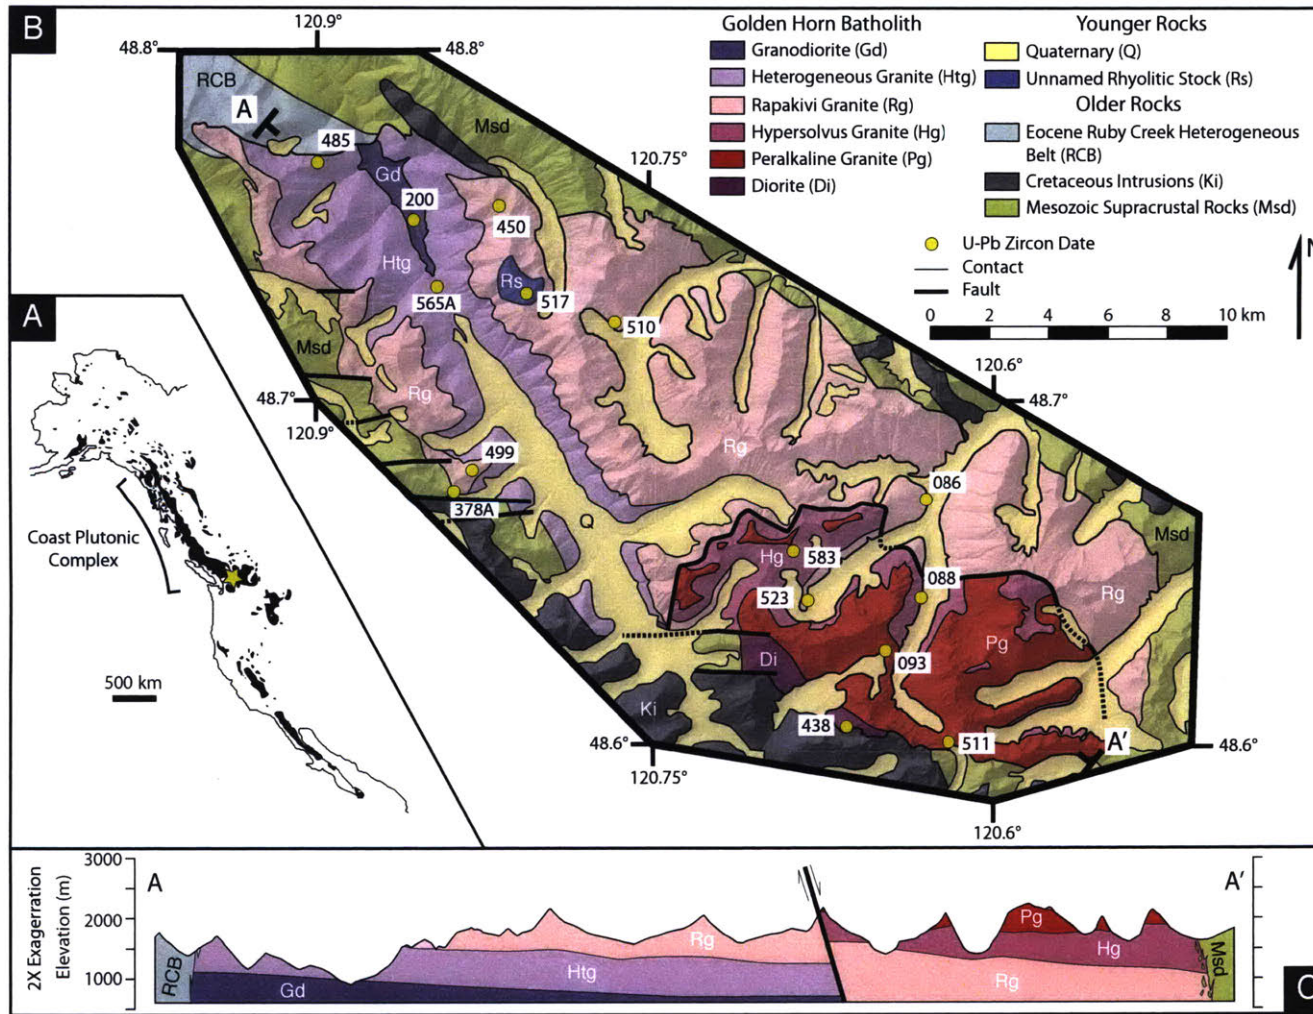 B
120.9°
48.8°
48.8°
Golden Horn Batholith
Granodiorite (Gd)
Heterogeneous Granite (Htg)
Rapakivi Granite (Rg)
Hypersolvus Granite (Hg)
Peralkaline Granite (Pg)
Diorite (Di)
Younger Rocks
Quaternary (Q)
Unnamed Rhyolitic Stock (Rs)
Older Rocks
Eocene Ruby Creek Heterogeneous
Belt (RCB)
Cretaceous Intrusions (Ki)
Mesozoic Supracrustal Rocks (Msd)
U-Pb Zircon Date
Contact
Fault
N
0 2 4 6 8 10 km
RCB
A
Msd
485
120.75°
Gd
200
450
Htg
Rs
517
565A
510
Msd
120.6°
Rg
48.7°
48.7°
120.9°
Rg
499
086
378A
Q
Msd
Hg
583
088
523
Rg
Pg
Di
093
Ki
438
511
A'
48.6°
48.6°
120.75°
120.6°
A
Coast Plutonic
Complex
500 km
2X Exagerration
Elevation (m)
3000
2000
1000
A
A'
RCB
Gd
Htg
Rg
Pg
Hg
Rg
Msd
C